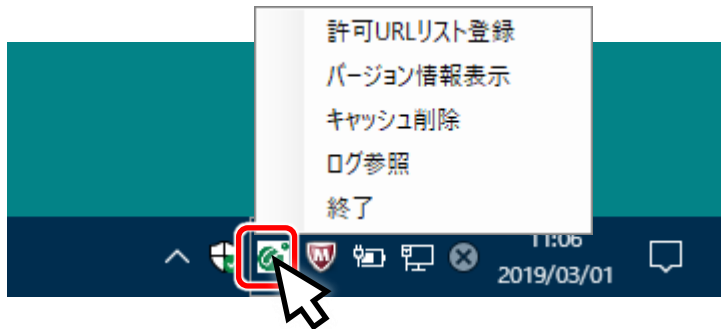 許可URLリスト登録
バージョン情報表示
キャッシュ削除
ログ参照
終了
11:06
2019/03/01